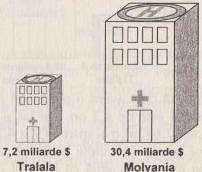 H
H
7,2 miliarde $
30,4 miliarde $
Tralala
Molvania